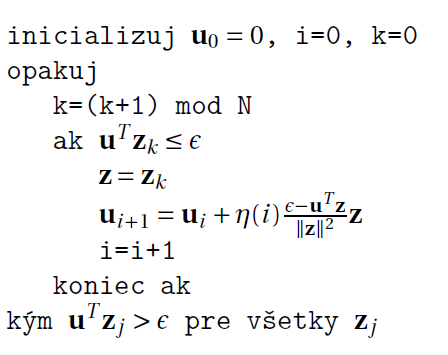 inicializuj u₀ = 0, i=0, k=0
opakuj
k=(k+1) mod N
ak uᵀzₖ ≤ ϵ
z = zₖ
uᵢ₊₁ = uᵢ + η(i) (ϵ−uᵀz)/‖z‖² z
i=i+1
koniec ak
kým uᵀzⱼ > ϵ pre všetky zⱼ